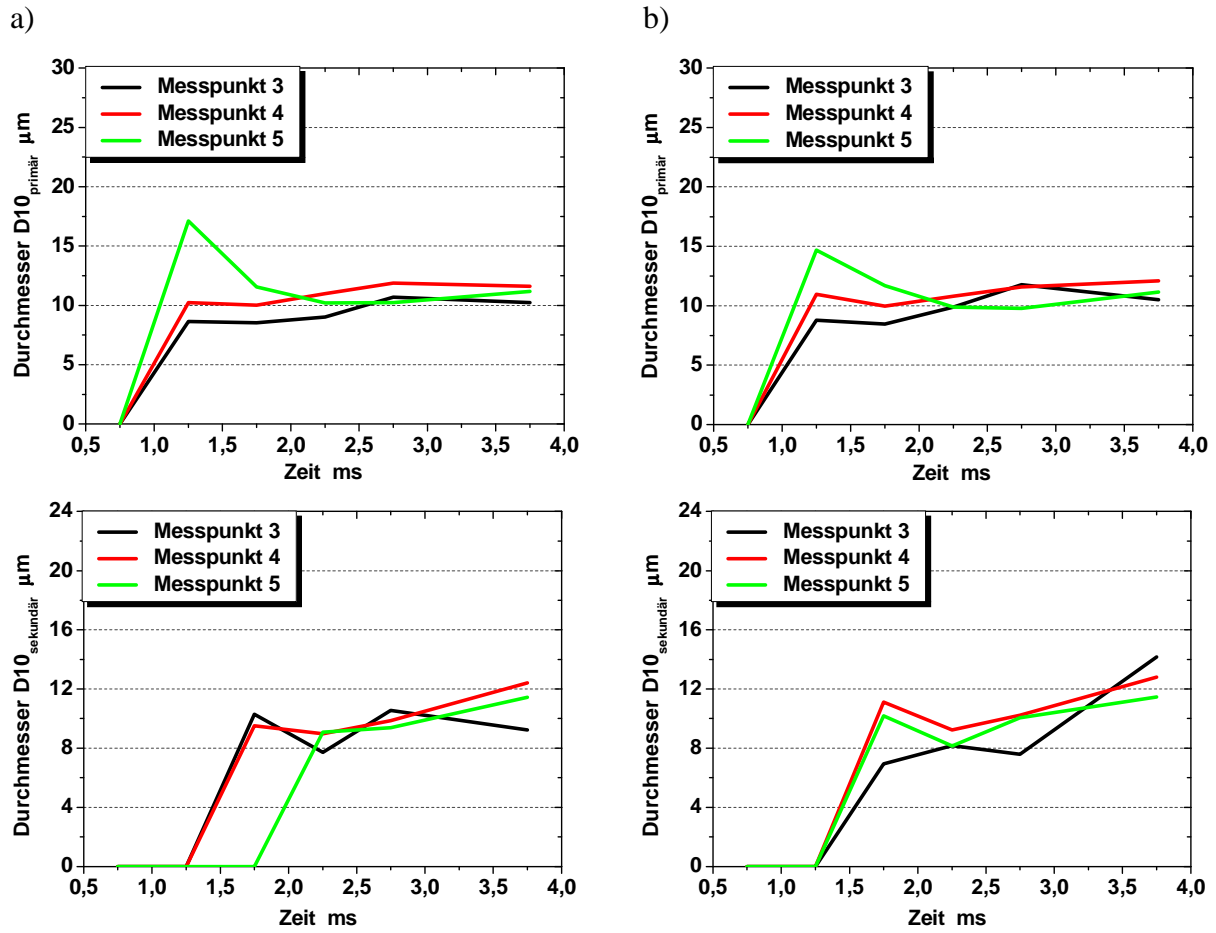 a)
b)
30
25
20
15
10
5
0
Durchmesser D10primär µm
Messpunkt 3
Messpunkt 4
Messpunkt 5
0,5 1,0 1,5 2,0 2,5 3,0 3,5 4,0
Zeit ms
30
25
20
15
10
5
0
Durchmesser D10primär µm
Messpunkt 3
Messpunkt 4
Messpunkt 5
0,5 1,0 1,5 2,0 2,5 3,0 3,5 4,0
Zeit ms
24
20
16
12
8
4
0
Durchmesser D10sekundär µm
Messpunkt 3
Messpunkt 4
Messpunkt 5
0,5 1,0 1,5 2,0 2,5 3,0 3,5 4,0
Zeit ms
24
20
16
12
8
4
0
Durchmesser D10sekundär µm
Messpunkt 3
Messpunkt 4
Messpunkt 5
0,5 1,0 1,5 2,0 2,5 3,0 3,5 4,0
Zeit ms